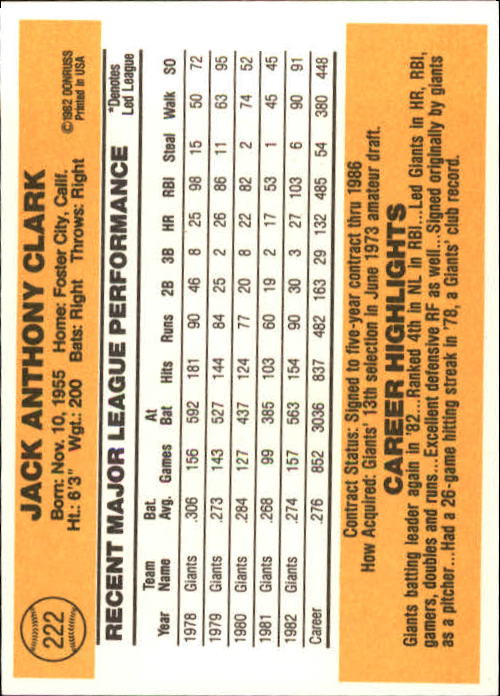 222
JACK ANTHONY CLARK
Born: Nov. 10, 1955 Home: Foster City, Calif.
Ht.: 6'3" Wgt.: 200 Bats: Right Throws: Right
©1982 DONRUSS
Printed in USA
RECENT MAJOR LEAGUE PERFORMANCE
*Denotes
Led League
Year Team Name Bat. Avg. Games At Bat Hits Runs 2B 3B HR RBI Steal Walk SO
1978 Giants .306 156 592 181 90 46 8 25 98 15 50 72
1979 Giants .273 143 527 144 84 25 2 26 86 11 63 95
1980 Giants .284 127 437 124 77 20 8 22 82 2 74 52
1981 Giants .268 99 385 103 60 19 2 17 53 1 45 45
1982 Giants .274 157 563 154 90 30 3 27 103 6 90 91
Career .276 852 3036 837 482 163 29 132 485 54 380 448
Contract Status: Signed to five-year contract thru 1986
How Acquired: Giants' 13th selection in June 1973 amateur draft.
CAREER HIGHLIGHTS
Giants batting leader again in '82...Ranked 4th in NL in RBI...Led Giants in HR, RBI,
gamers, doubles and runs...Excellent defensive RF as well...Signed originally by giants
as a pitcher...Had a 26-game hitting streak in '78, a Giants' club record.